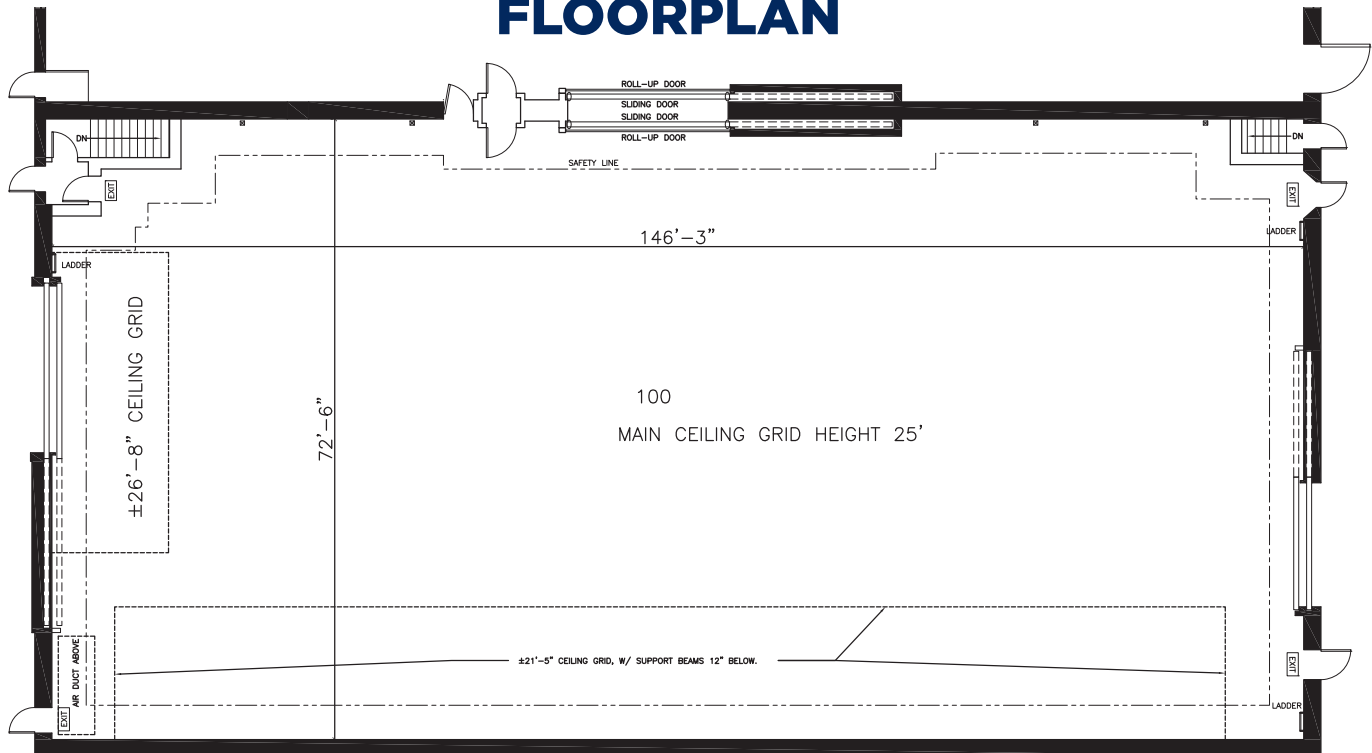 FLOORPLAN
ROLL-UP DOOR
SLIDING DOOR
SLIDING DOOR
ROLL-UP DOOR
DN
DN
SAFETY LINE
EXIT
EXIT
LADDER
146'-3"
LADDER
±26'-8" CEILING GRID
72'-6"
100
MAIN CEILING GRID HEIGHT 25'
±21'-5" CEILING GRID, W/ SUPPORT BEAMS 12" BELOW.
AIR DUCT ABOVE
EXIT
EXIT
LADDER